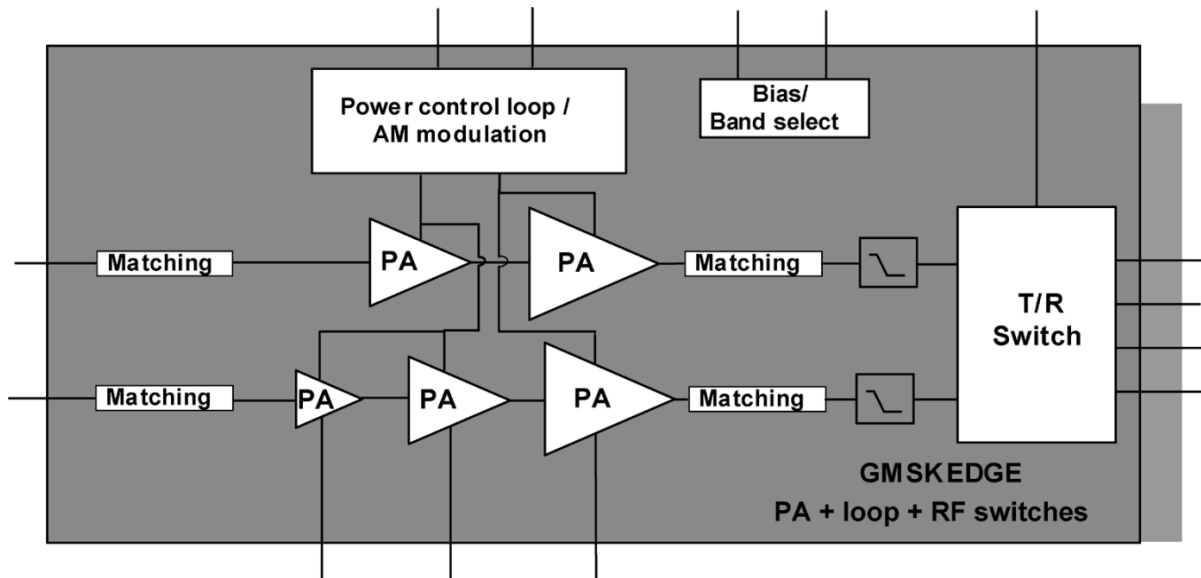 Power control loop /
AM modulation
Bias/
Band select
Matching
PA
PA
Matching
T/R
Switch
Matching
PA
PA
PA
Matching
GMSKEDGE
PA + loop + RF switches